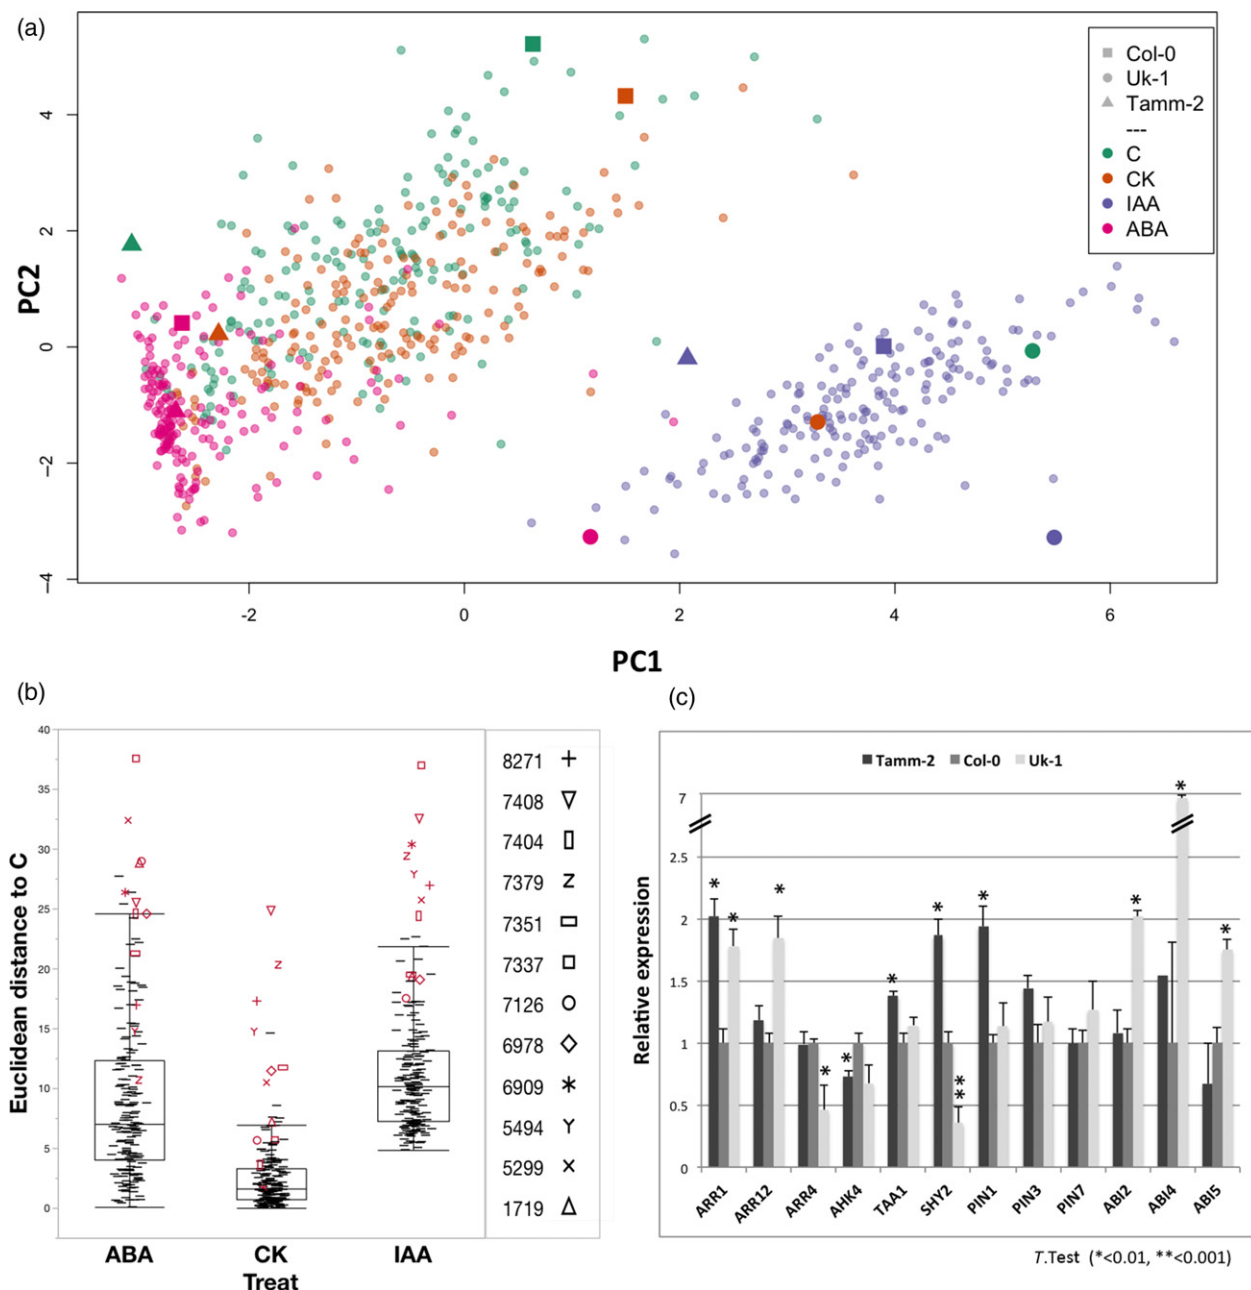 (a)
Col-0
Uk-1
Tamm-2
---
C
CK
IAA
ABA
4
2
0
−2
−4
PC2
-2
0
2
4
6
PC1
(b)
40
35
30
25
20
15
10
5
0
Euclidean distance to C
ABA
CK
IAA
Treat
8271
7408
7404
7379
7351
7337
7126
6978
6909
5494
5299
1719
(c)
Tamm-2 Col-0 Uk-1
7
2.5
2
1.5
1
0.5
0
Relative expression
* * * * * * * ** * * * *
ARR1 ARR12 ARR4 AHK4 TAA1 SHY2 PIN1 PIN3 PIN7 ABI2 ABI4 ABI5
T.Test (*<0.01, **<0.001)